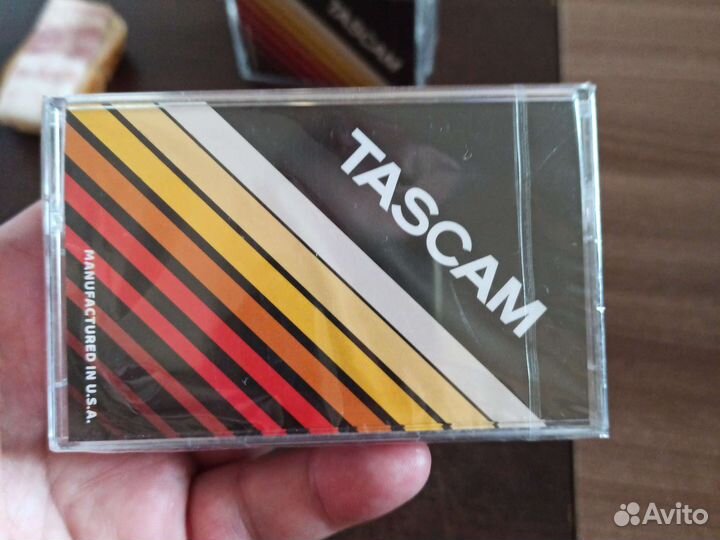 TASCAM
TASCAM
MANUFACTURED IN U.S.A.
Avito